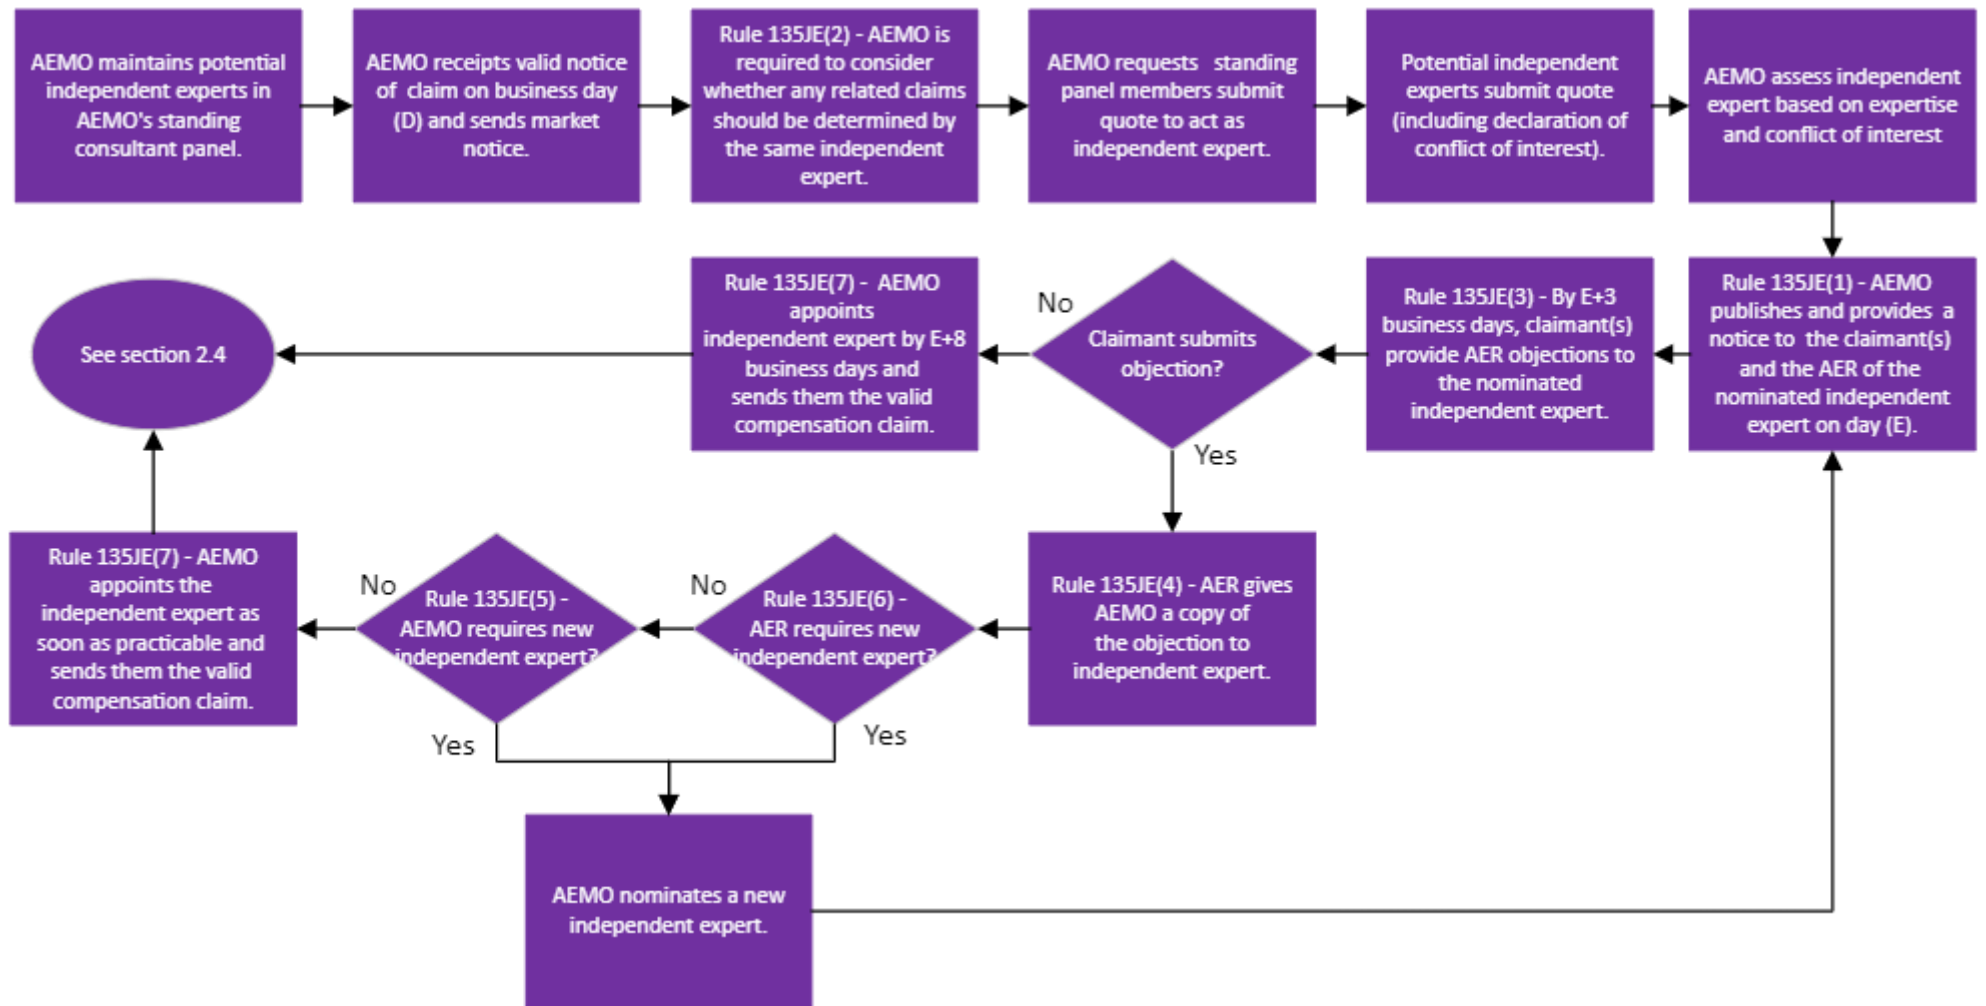 AEMO maintains potential
independent experts in
AEMO's standing
consultant panel.
AEMO receipts valid notice
of claim on business day
(D) and sends market
notice.
Rule 135JE(2) - AEMO is
required to consider
whether any related claims
should be determined by
the same independent
expert.
AEMO requests standing
panel members submit
quote to act as
independent expert.
Potential independent
experts submit quote
(including declaration of
conflict of interest).
AEMO assess independent
expert based on expertise
and conflict of interest
Rule 135JE(1) - AEMO
publishes and provides a
notice to the claimant(s)
and the AER of the
nominated independent
expert on day (E).
Rule 135JE(3) - By E+3
business days, claimant(s)
provide AER objections to
the nominated
independent expert.
Claimant submits
objection?
No
Yes
Rule 135JE(7) - AEMO
appoints
independent expert by E+8
business days and
sends them the valid
compensation claim.
See section 2.4
Rule 135JE(4) - AER gives
AEMO a copy of
the objection to
independent expert.
Rule 135JE(6) -
AER requires new
independent expert?
No
Yes
Rule 135JE(5) -
AEMO requires new
independent expert?
No
Yes
Rule 135JE(7) - AEMO
appoints the
independent expert as
soon as practicable and
sends them the valid
compensation claim.
AEMO nominates a new
independent expert.